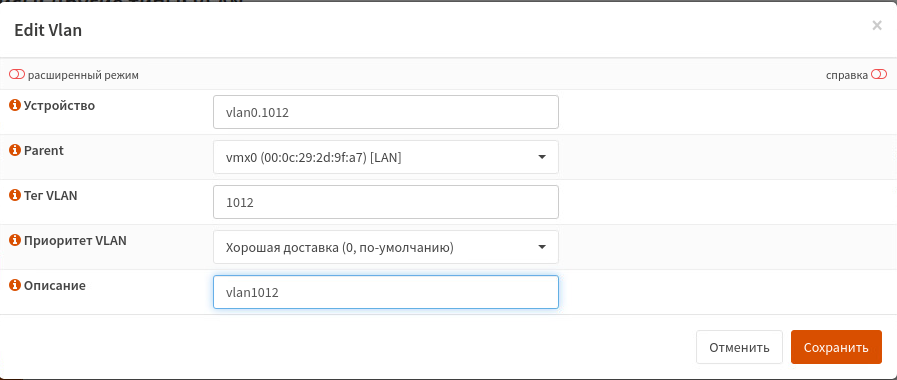 Edit Vlan
×
расширенный режим
справка
Устройство
vlan0.1012
Parent
vmx0 (00:0c:29:2d:9f:a7) [LAN]
Тег VLAN
1012
Приоритет VLAN
Хорошая доставка (0, по-умолчанию)
Описание
vlan1012
Отменить
Сохранить